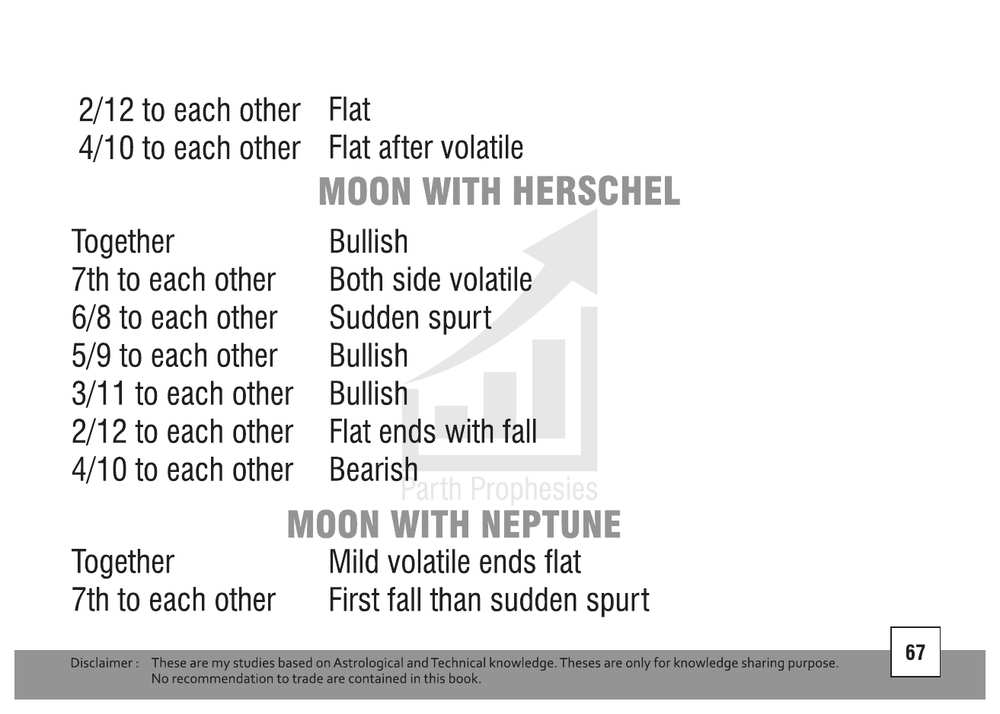 2/12 to each other Flat
4/10 to each other Flat after volatile
MOON WITH HERSCHEL
Together Bullish
7th to each other Both side volatile
6/8 to each other Sudden spurt
5/9 to each other Bullish
3/11 to each other Bullish
2/12 to each other Flat ends with fall
4/10 to each other Bearish
Parth Prophesies
MOON WITH NEPTUNE
Together Mild volatile ends flat
7th to each other First fall than sudden spurt
Disclaimer : These are my studies based on Astrological and Technical knowledge. Theses are only for knowledge sharing purpose.
No recommendation to trade are contained in this book.
67